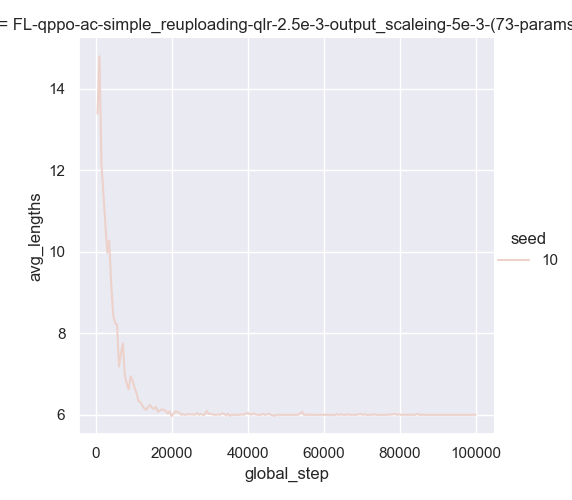 = FL-qppo-ac-simple_reuploading-qlr-2.5e-3-output_scaleing-5e-3-(73-params
14
12
10
8
6
avg_lengths
0 20000 40000 60000 80000 100000
global_step
seed
10